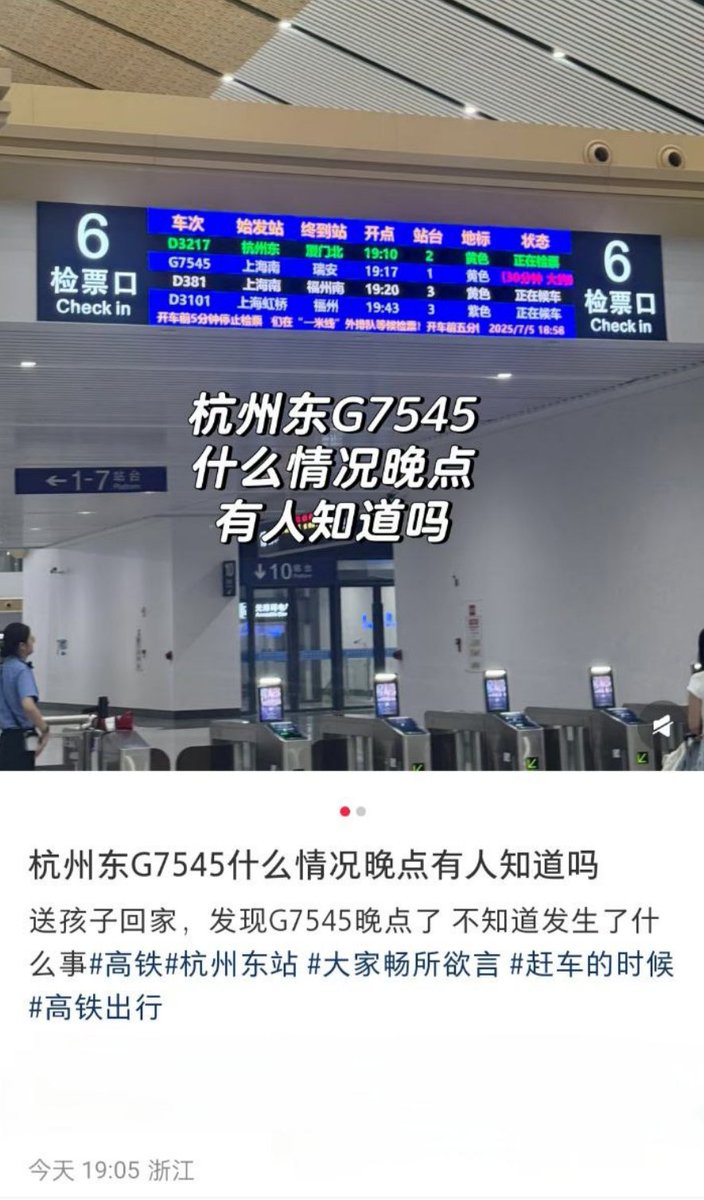 6
检票口
Check in
车次 始发站 终到站 开点 站台 地标 状态
D3217 杭州东 厦门北 19:10 2 黄色 正在检票
G7545 上海南 瑞安 19:17 1 黄色 (30分钟 大约
D381 上海南 福州南 19:20 3 黄色 正在候车
D3101 上海虹桥 福州 19:43 3 紫色 正在候车
开车前5分钟停止检票 们在“一米线”外排队等候检票!开车前五分 2025/7/5 18:58
6
检票口
Check in
杭州东G7545
什么情况晚点
有人知道吗
←1-7 站台
Platform
↓10 站台
杭州东G7545什么情况晚点有人知道吗
送孩子回家，发现G7545晚点了 不知道发生了什
么事#高铁#杭州东站 #大家畅所欲言 #赶车的时候
#高铁出行
今天 19:05 浙江